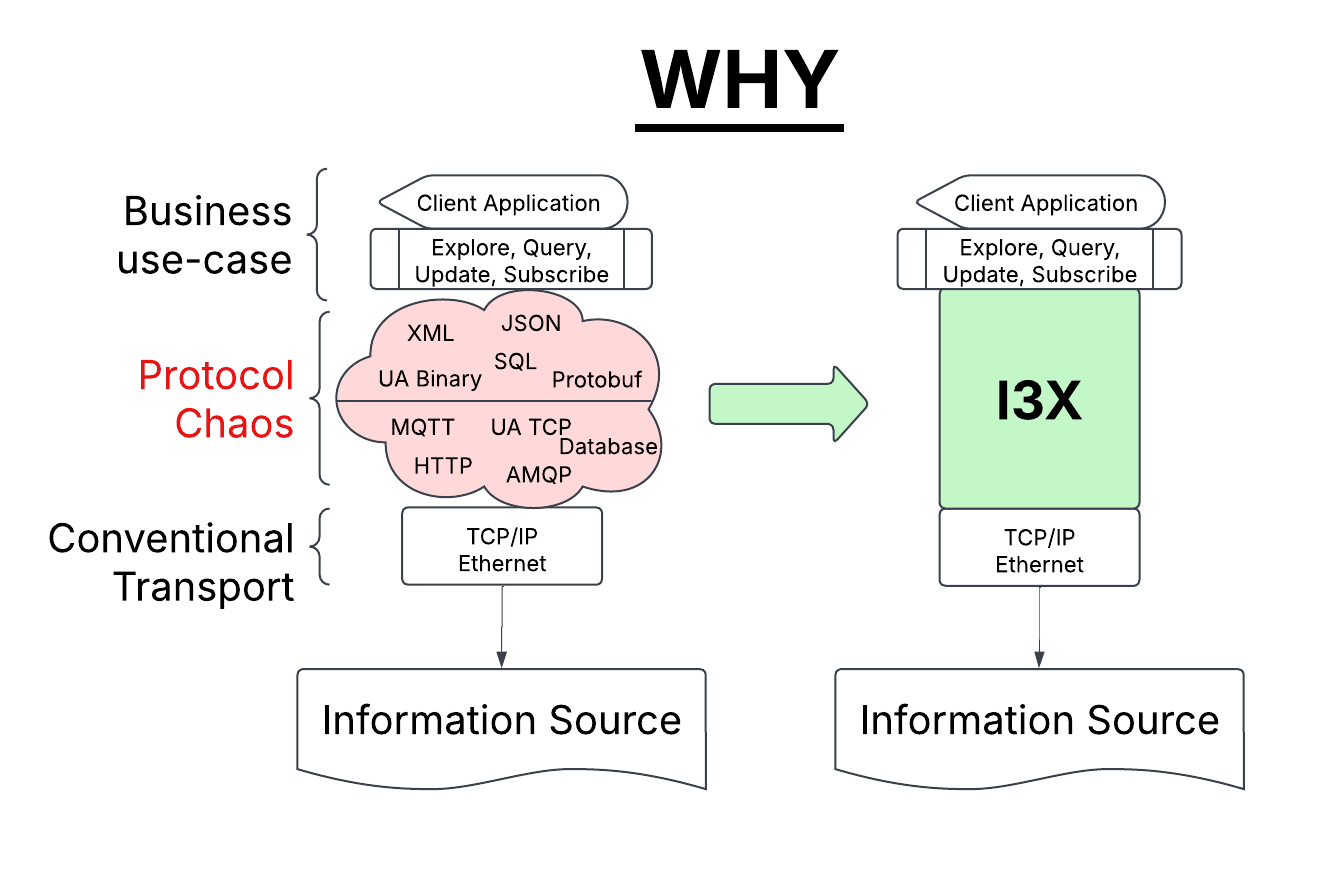 WHY
Business
use-case
Client Application
Explore, Query,
Update, Subscribe
Protocol
Chaos
XML
JSON
SQL
UA Binary
Protobuf
MQTT
UA TCP
Database
HTTP
AMQP
Conventional
Transport
TCP/IP
Ethernet
Information Source
Client Application
Explore, Query,
Update, Subscribe
I3X
TCP/IP
Ethernet
Information Source